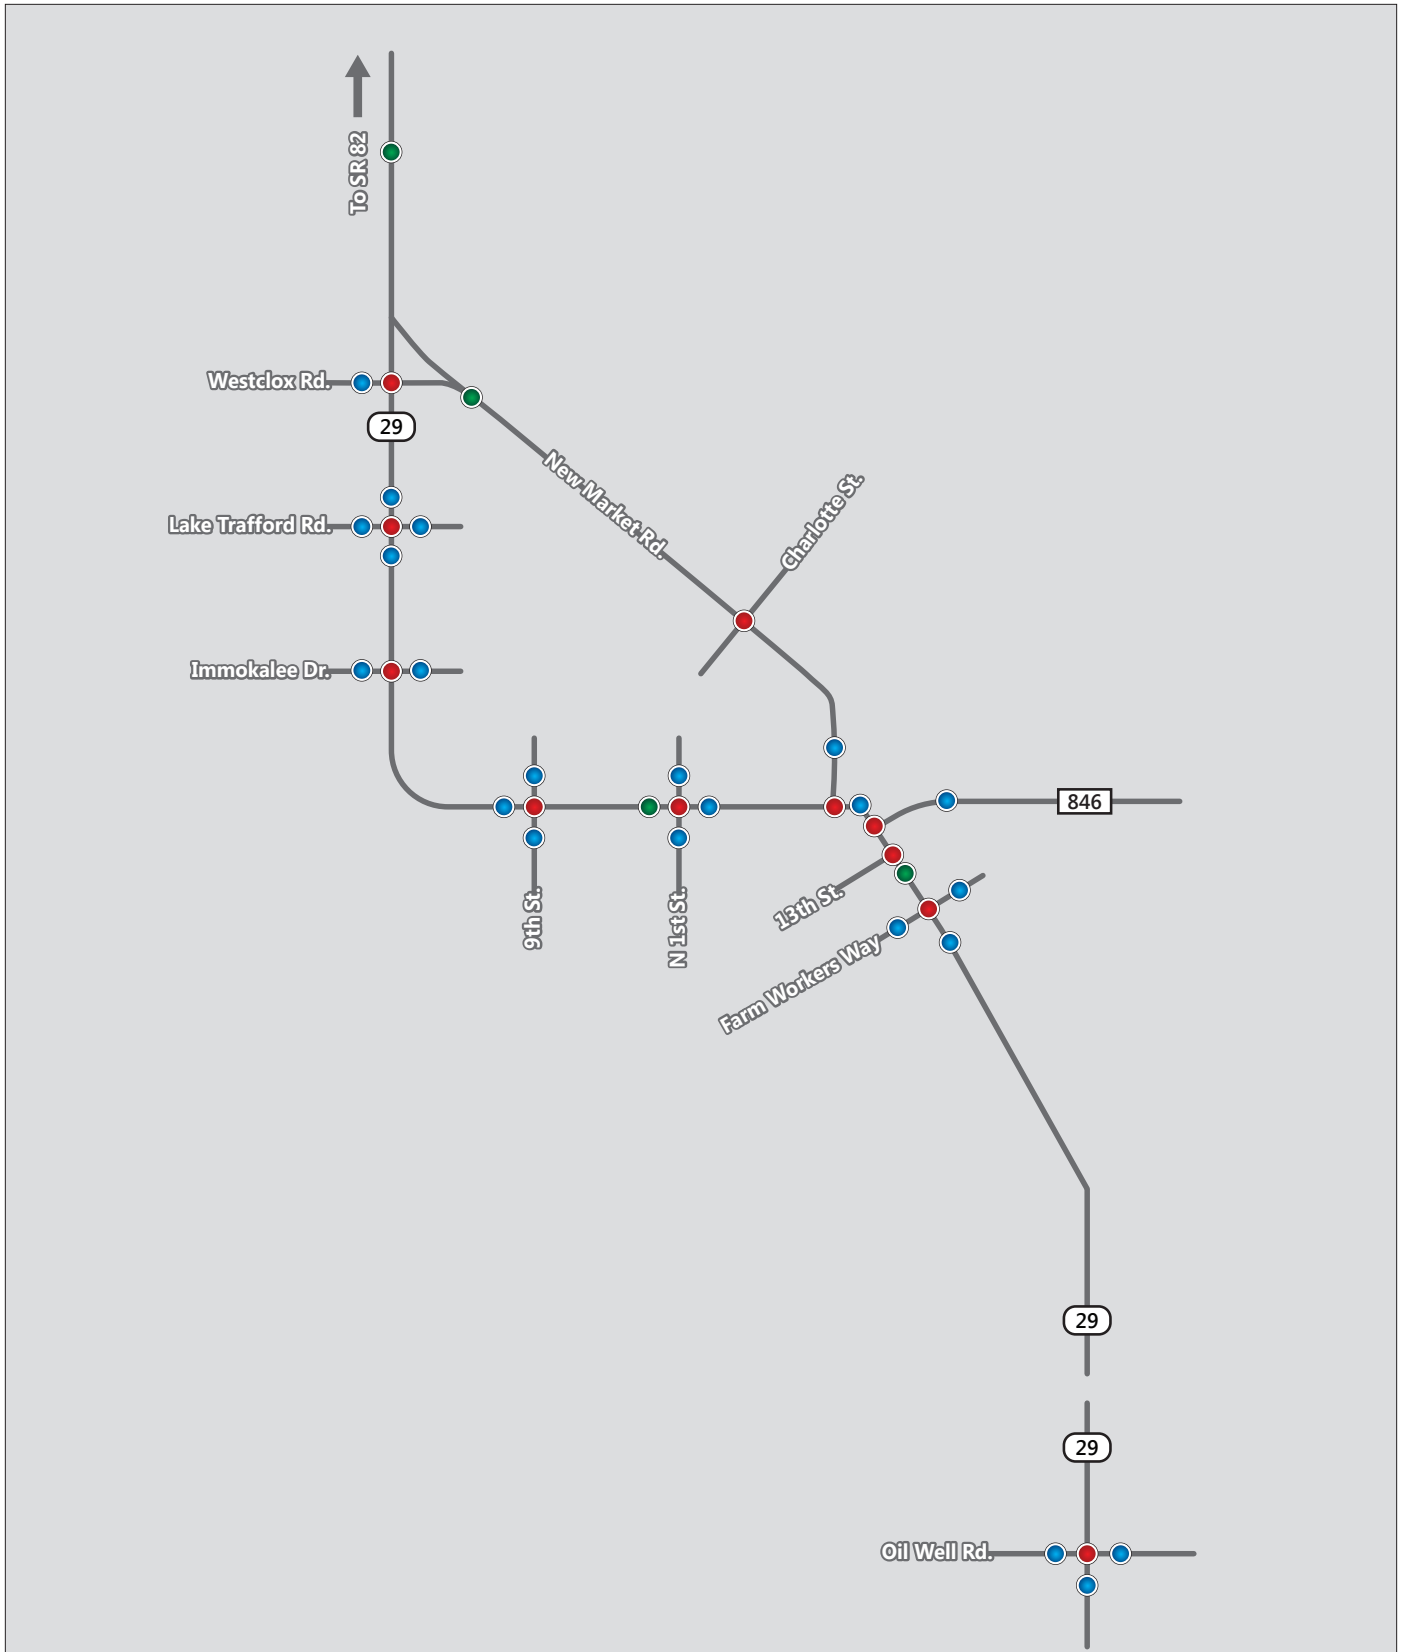 To SR 82
Westclox Rd.
29
New Market Rd.
Charlotte St.
Lake Trafford Rd.
Immokalee Dr.
846
13th St.
9th St.
N 1st St.
Farm Workers Way
29
29
Oil Well Rd.